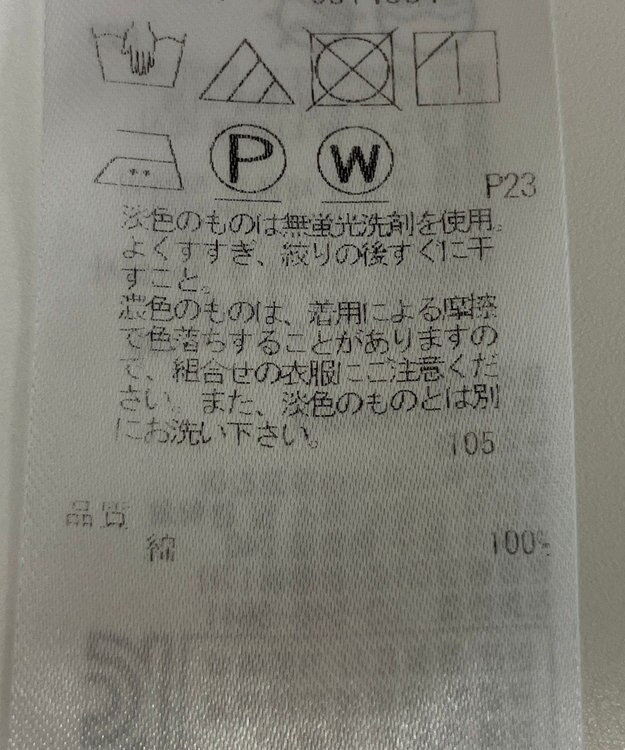 P W
P23
淡色のものは無蛍光洗剤を使用。
よくすすぎ、絞りの後すぐに干
すこと。
濃色のものは、着用による摩擦
で色落ちすることがありますの
で、組合せの衣服にご注意くだ
さい。また、淡色のものとは別
にお洗い下さい。
105
品質
綿 100%